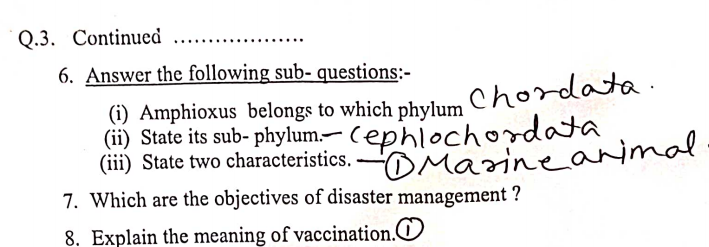 Q.3. Continued ...................
6. Answer the following sub- questions:-
(i) Amphioxus belongs to which phylum Chordata.
(ii) State its sub- phylum.- Cephlochordata
(iii) State two characteristics. - ① Marine animal.
7. Which are the objectives of disaster management ?
8. Explain the meaning of vaccination. ①